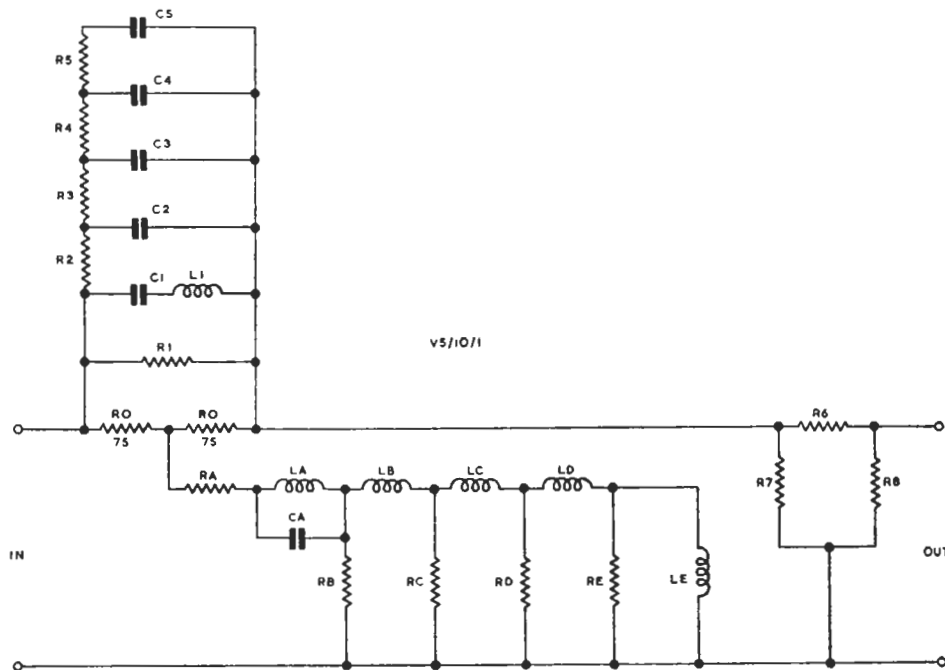 C5
R5
C4
R4
C3
R3
C2
R2
C1 L1
R1
V5/10/1
RO RO
75 75
R6
RA LA LB LC LD
R7 R8
CA
IN OUT
RB RC RD RE LE